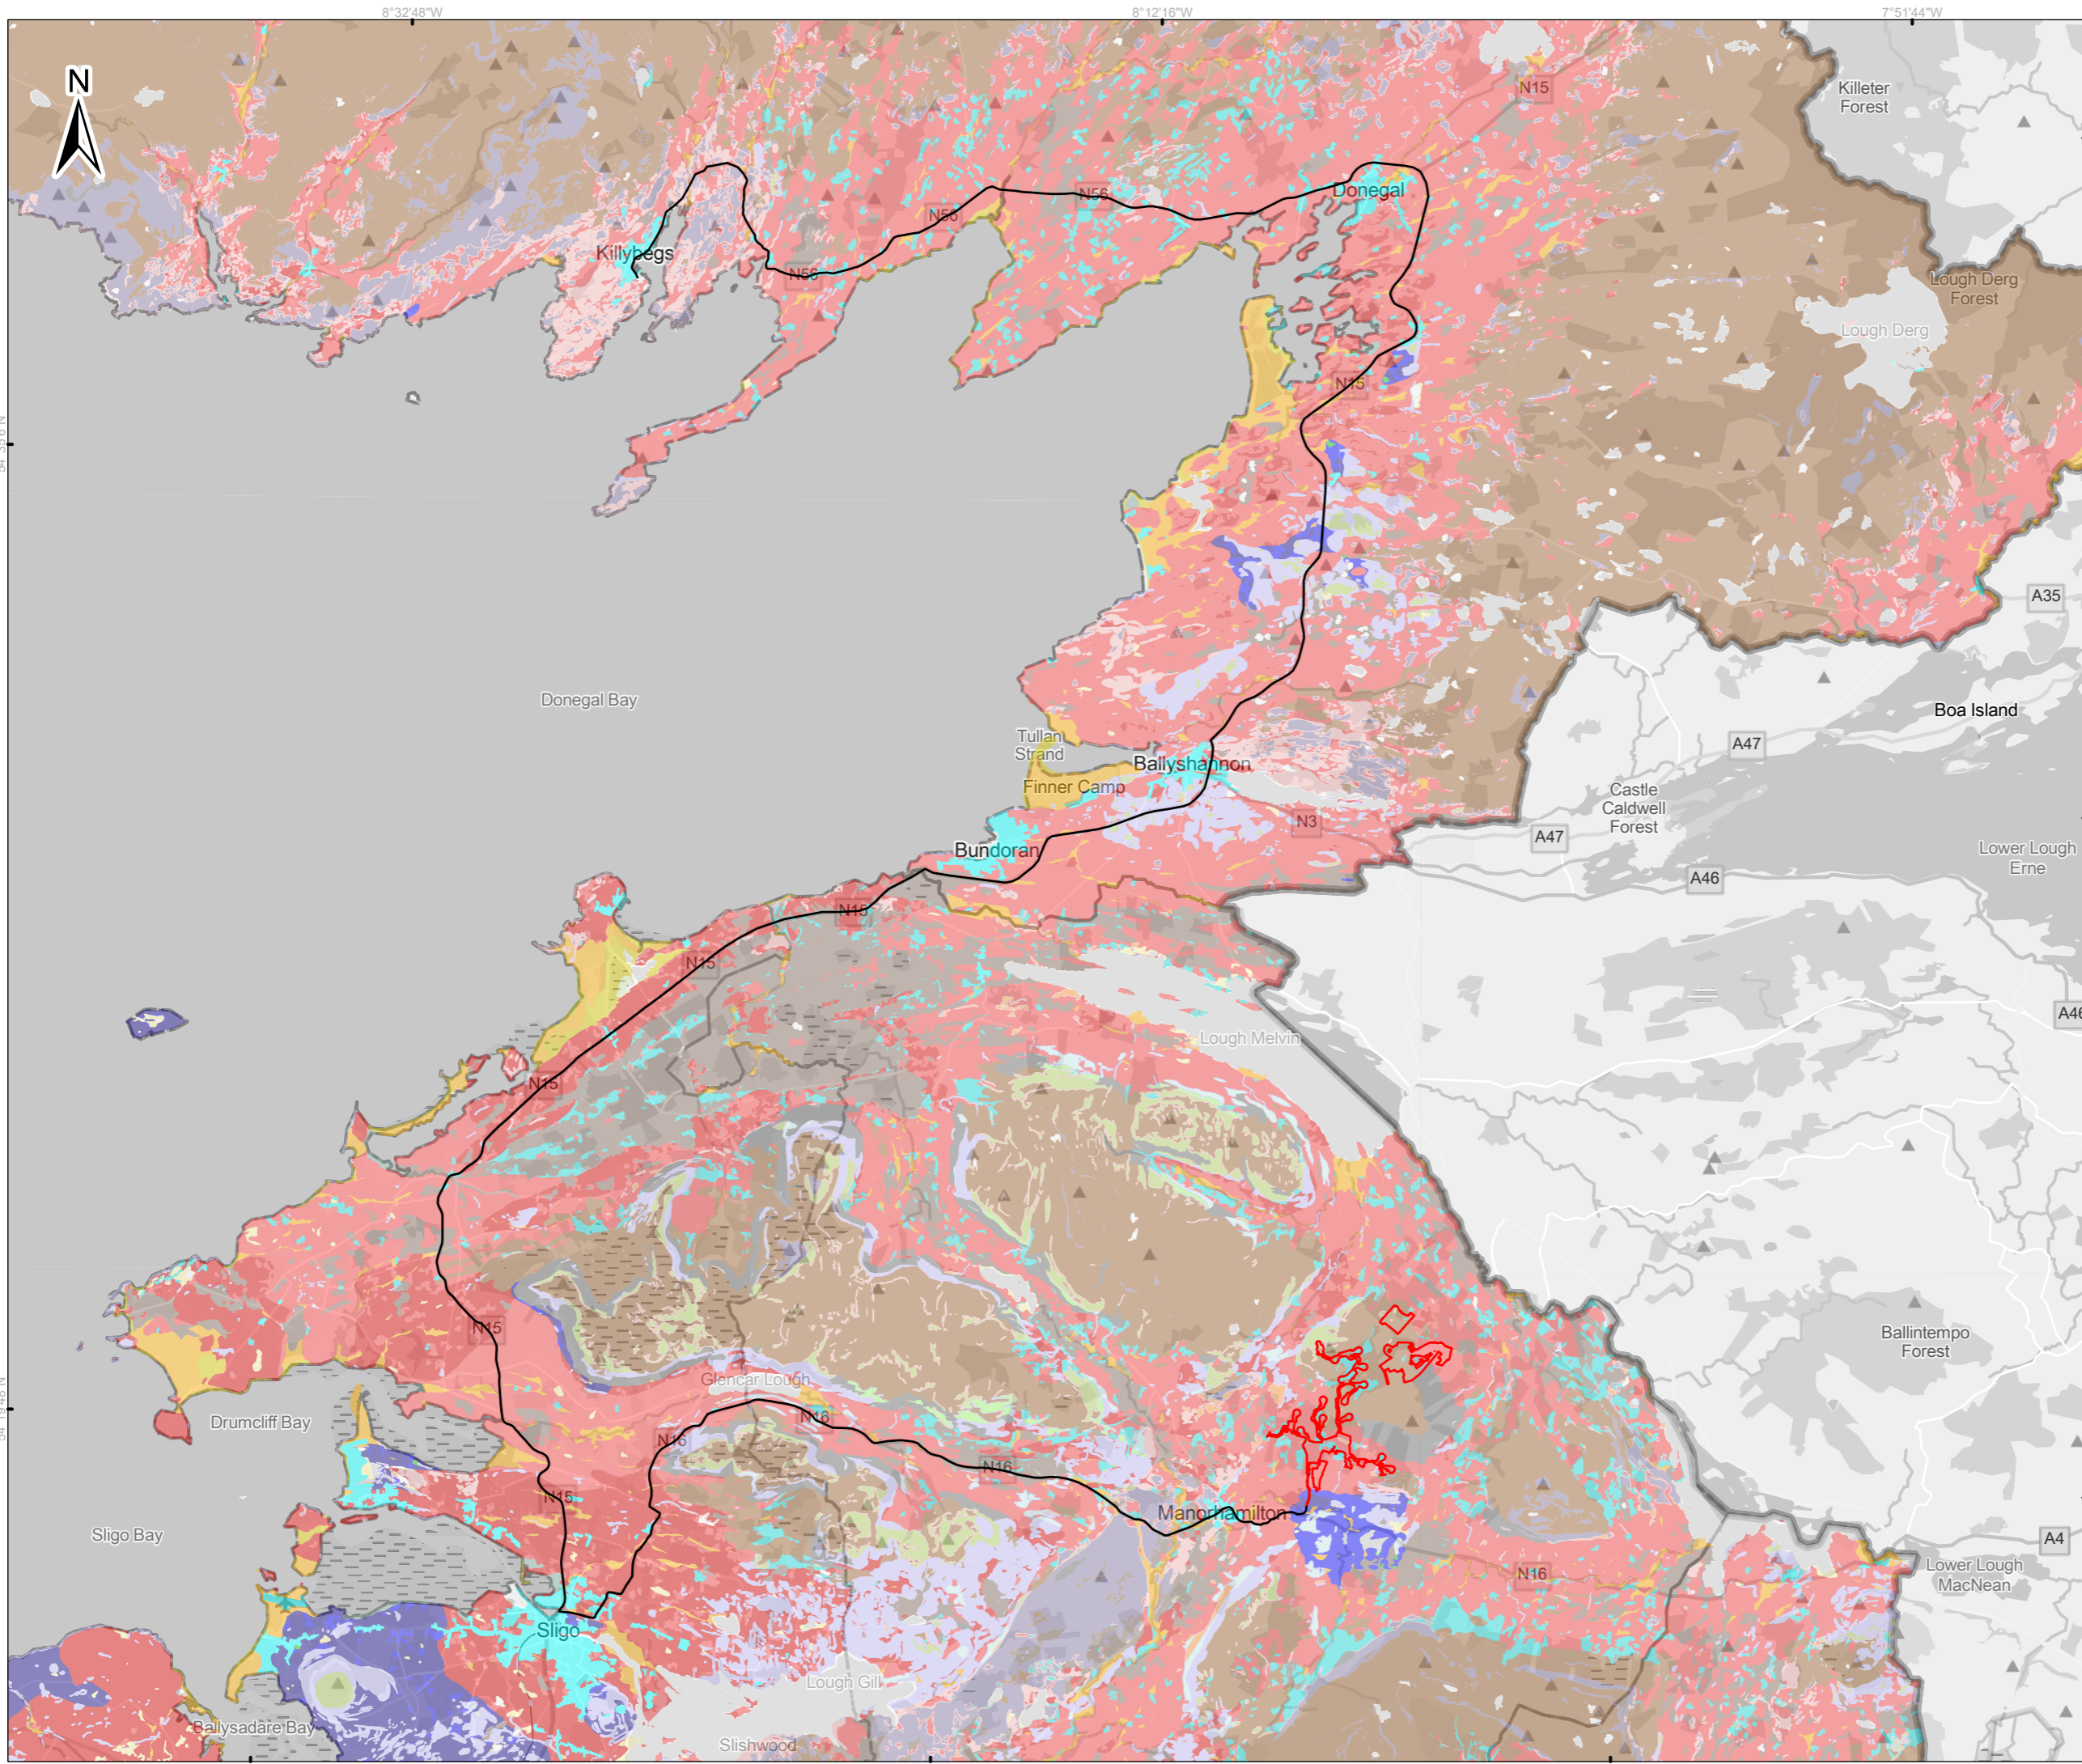 8°32'48"W
8°12'16"W
7°51'44"W
N
Killeter
Forest
N15
Donegal
N56
N56
Killybegs
N56
Lough Derg
Forest
Lough Derg
N15
A35
Donegal Bay
Boa Island
Tullan
Strand
A47
Ballyshannon
Finner Camp
Castle
Caldwell
Forest
N3
A47
Bundoran
Lower Lough
Erne
A46
N15
N15
A46
Lough Melvin
N15
N15
Ballintempo
Forest
Glencar Lough
Drumcliff Bay
N16
N16
N16
N15
Manorhamilton
Sligo Bay
A4
N16
Lower Lough
MacNean
Sligo
Lough Gill
Ballysadare Bay
Slishwood